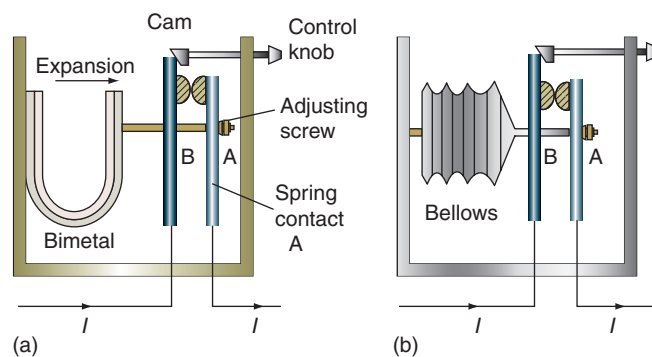 Cam
Control
knob
Expansion
Adjusting
screw
B
A
Spring
contact
A
Bimetal
I
I
(a)
B
A
Bellows
I
I
(b)